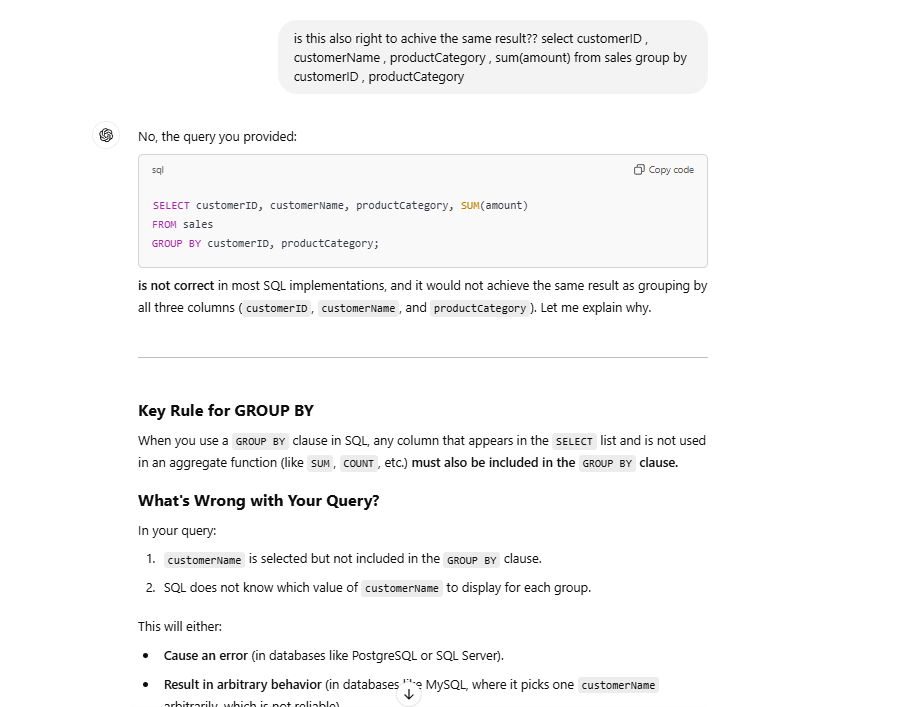 is this also right to achive the same result?? select customerID ,
customerName , productCategory , sum(amount) from sales group by
customerID , productCategory
No, the query you provided:
sql Copy code
SELECT customerID, customerName, productCategory, SUM(amount)
FROM sales
GROUP BY customerID, productCategory;
is not correct in most SQL implementations, and it would not achieve the same result as grouping by
all three columns ( customerID , customerName , and productCategory ). Let me explain why.
Key Rule for GROUP BY
When you use a GROUP BY clause in SQL, any column that appears in the SELECT list and is not used
in an aggregate function (like SUM , COUNT , etc.) must also be included in the GROUP BY clause.
What's Wrong with Your Query?
In your query:
1. customerName is selected but not included in the GROUP BY clause.
2. SQL does not know which value of customerName to display for each group.
This will either:
• Cause an error (in databases like PostgreSQL or SQL Server).
• Result in arbitrary behavior (in databases like MySQL, where it picks one customerName
arbitrarily, which is not reliable)